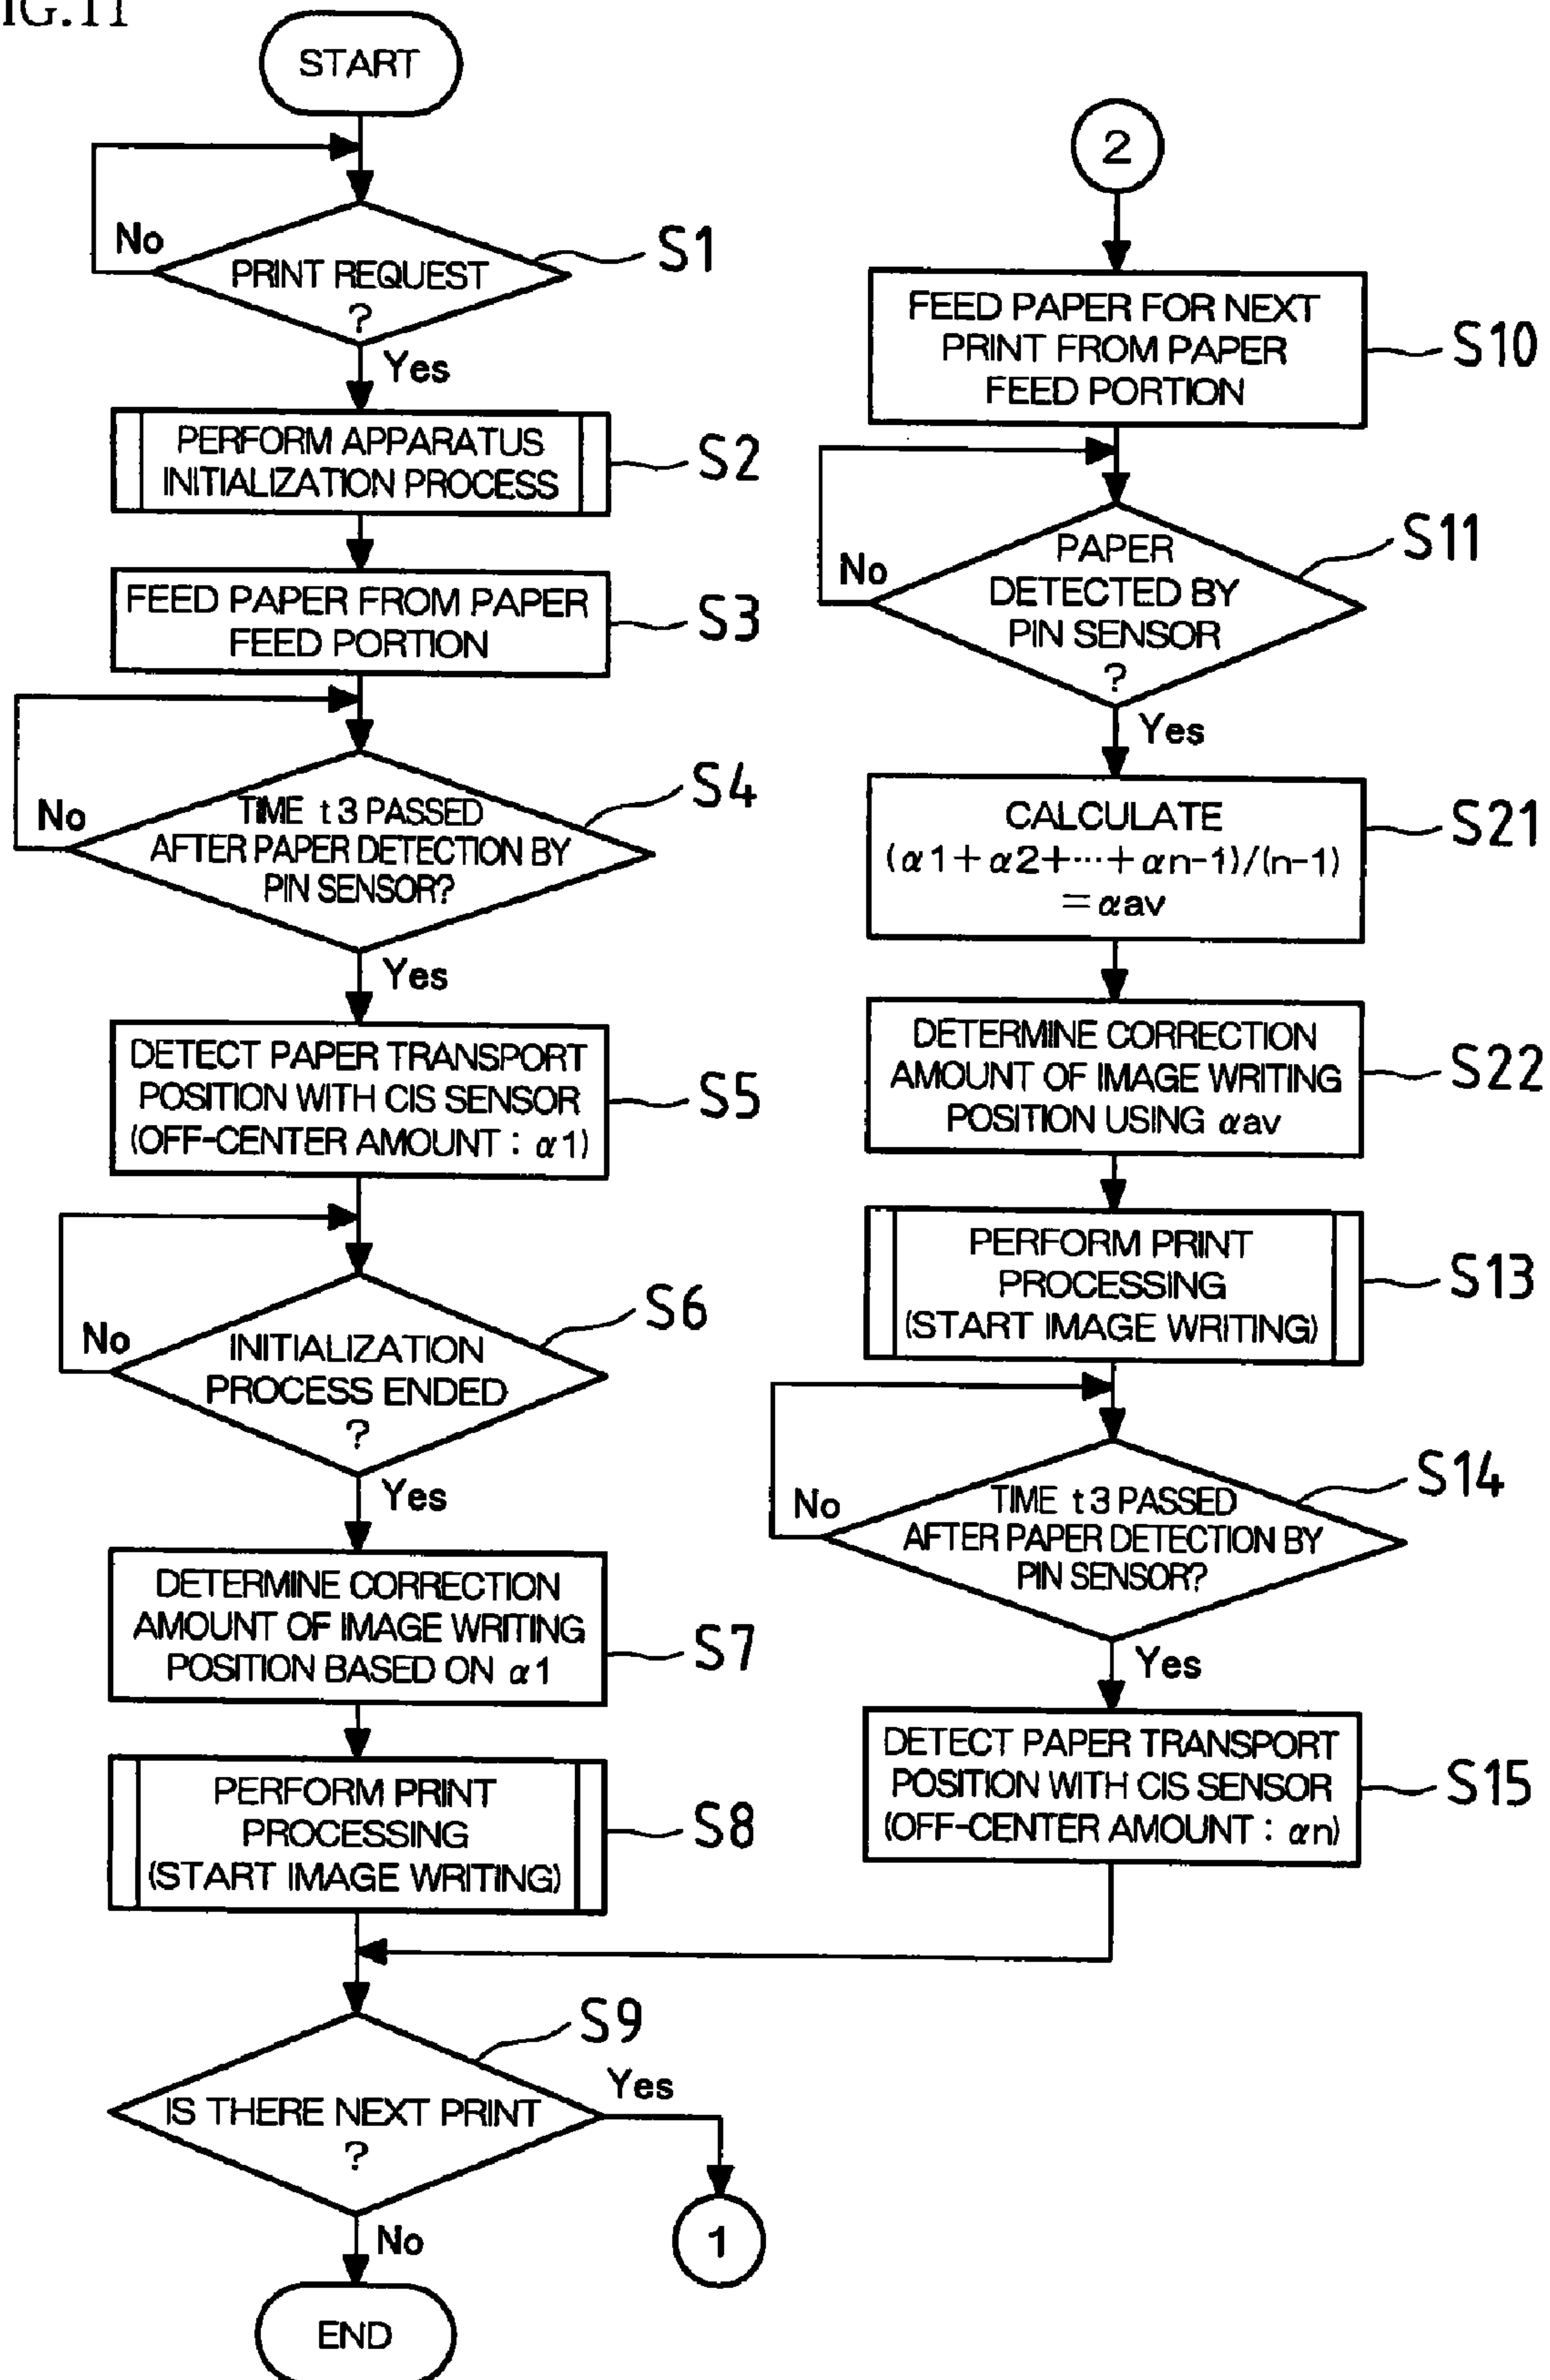 FIG.11
START
No
PRINT REQUEST
?
S1
Yes
PERFORM APPARATUS
INITIALIZATION PROCESS
S2
FEED PAPER FROM PAPER
FEED PORTION
S3
No
TIME t3 PASSED
AFTER PAPER DETECTION BY
PIN SENSOR?
S4
Yes
DETECT PAPER TRANSPORT
POSITION WITH CIS SENSOR
(OFF-CENTER AMOUNT : α1)
S5
No
INITIALIZATION
PROCESS ENDED
?
S6
Yes
DETERMINE CORRECTION
AMOUNT OF IMAGE WRITING
POSITION BASED ON α1
S7
PERFORM PRINT
PROCESSING
(START IMAGE WRITING)
S8
IS THERE NEXT PRINT
?
S9
Yes
1
No
END
2
FEED PAPER FOR NEXT
PRINT FROM PAPER
FEED PORTION
S10
No
PAPER
DETECTED BY
PIN SENSOR
?
S11
Yes
CALCULATE
(α1+α2+···+αn-1)/(n-1)
=αav
S21
DETERMINE CORRECTION
AMOUNT OF IMAGE WRITING
POSITION USING αav
S22
PERFORM PRINT
PROCESSING
(START IMAGE WRITING)
S13
No
TIME t3 PASSED
AFTER PAPER DETECTION BY
PIN SENSOR?
S14
Yes
DETECT PAPER TRANSPORT
POSITION WITH CIS SENSOR
(OFF-CENTER AMOUNT : αn)
S15